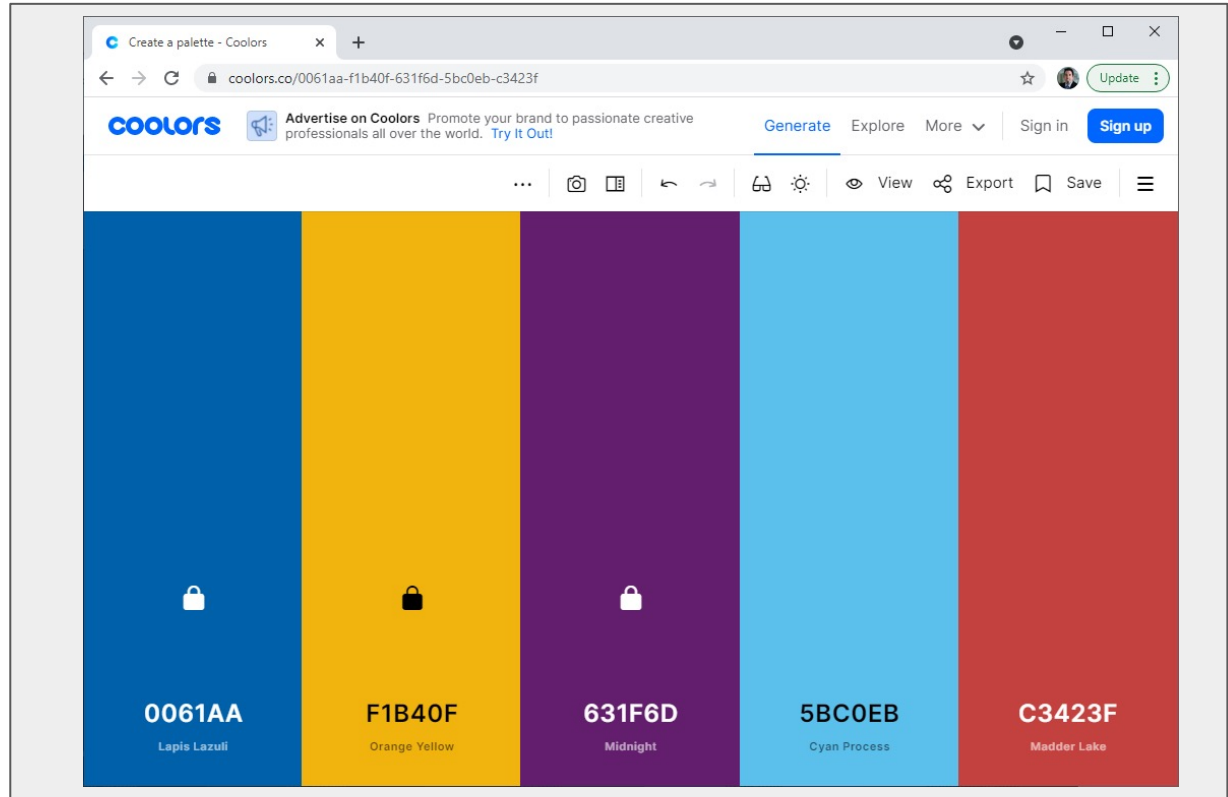 Create a palette - Coolors
coolors.co/0061aa-f1b40f-631f6d-5bc0eb-c3423f
Update
coolors
Advertise on Coolors Promote your brand to passionate creative
professionals all over the world. Try It Out!
Generate Explore More Sign in Sign up
View Export Save
0061AA F1B40F 631F6D 5BC0EB C3423F
Lapis Lazuli Orange Yellow Midnight Cyan Process Madder Lake